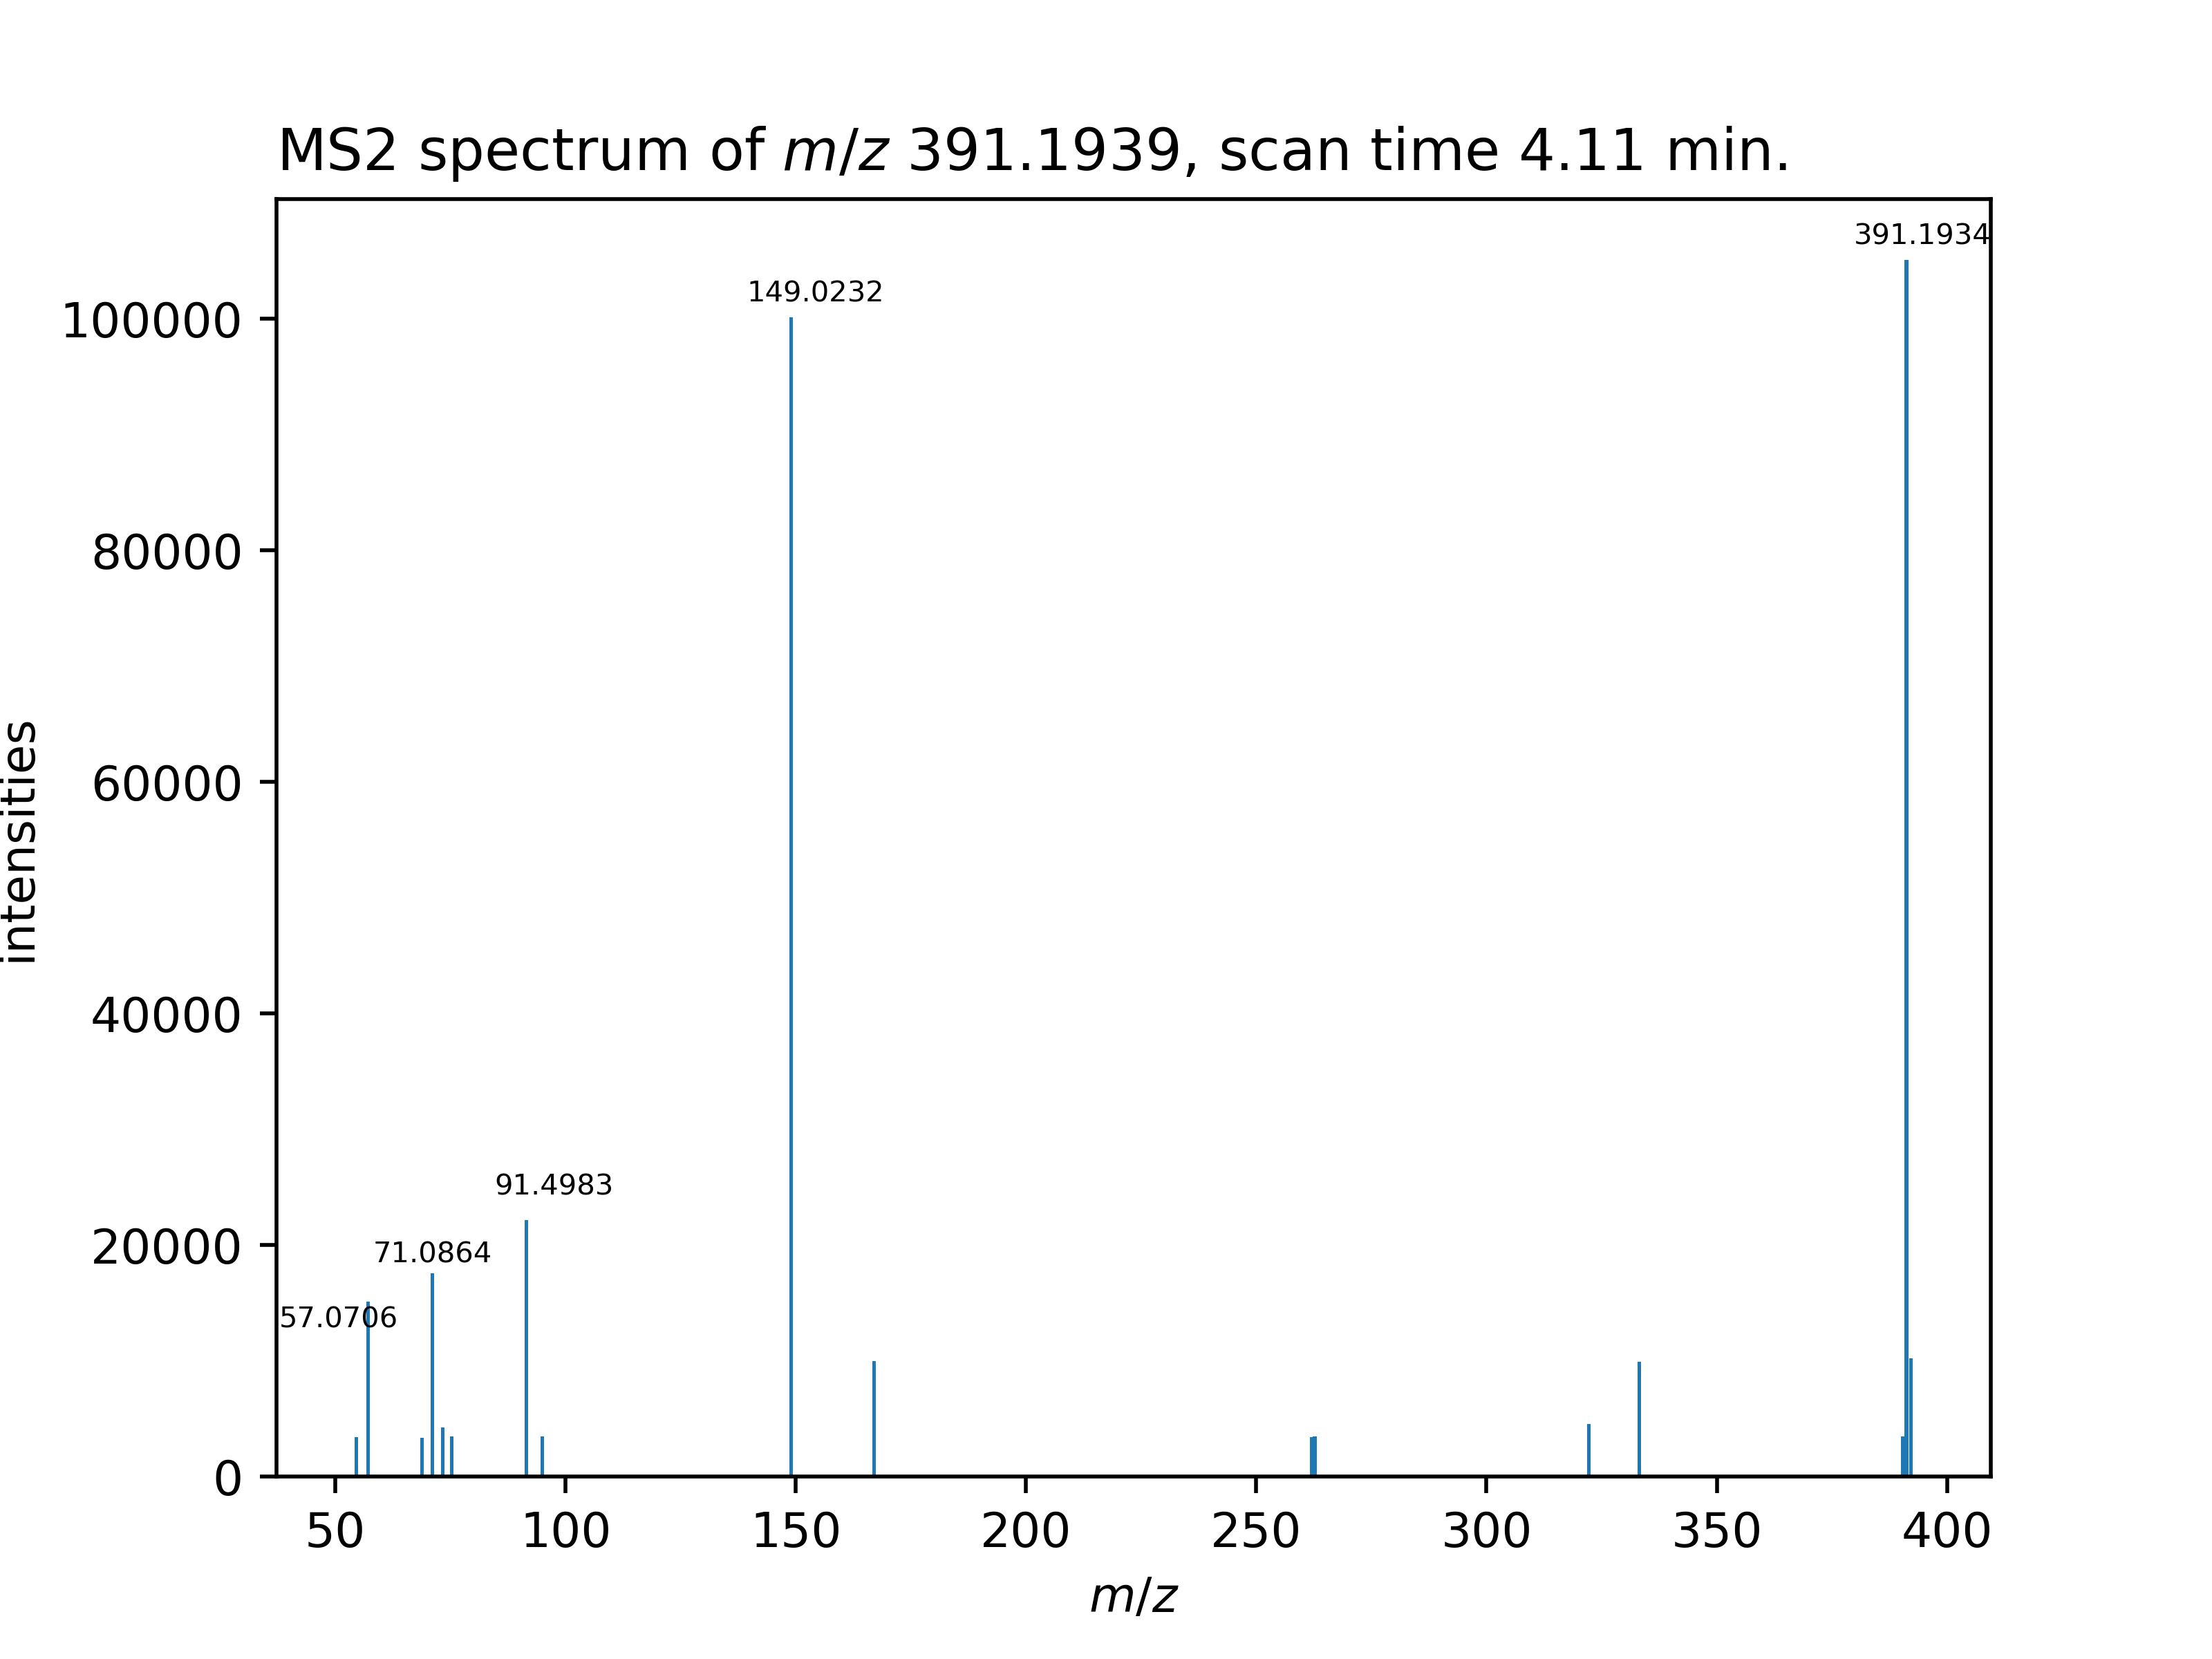 MS2 spectrum of m/z 391.1939, scan time 4.11 min.
391.1934
149.0232
100000
80000
60000
intensities
40000
91.4983
20000
71.0864
57.0706
0
50 100 150 200 250 300 350 400
m/z